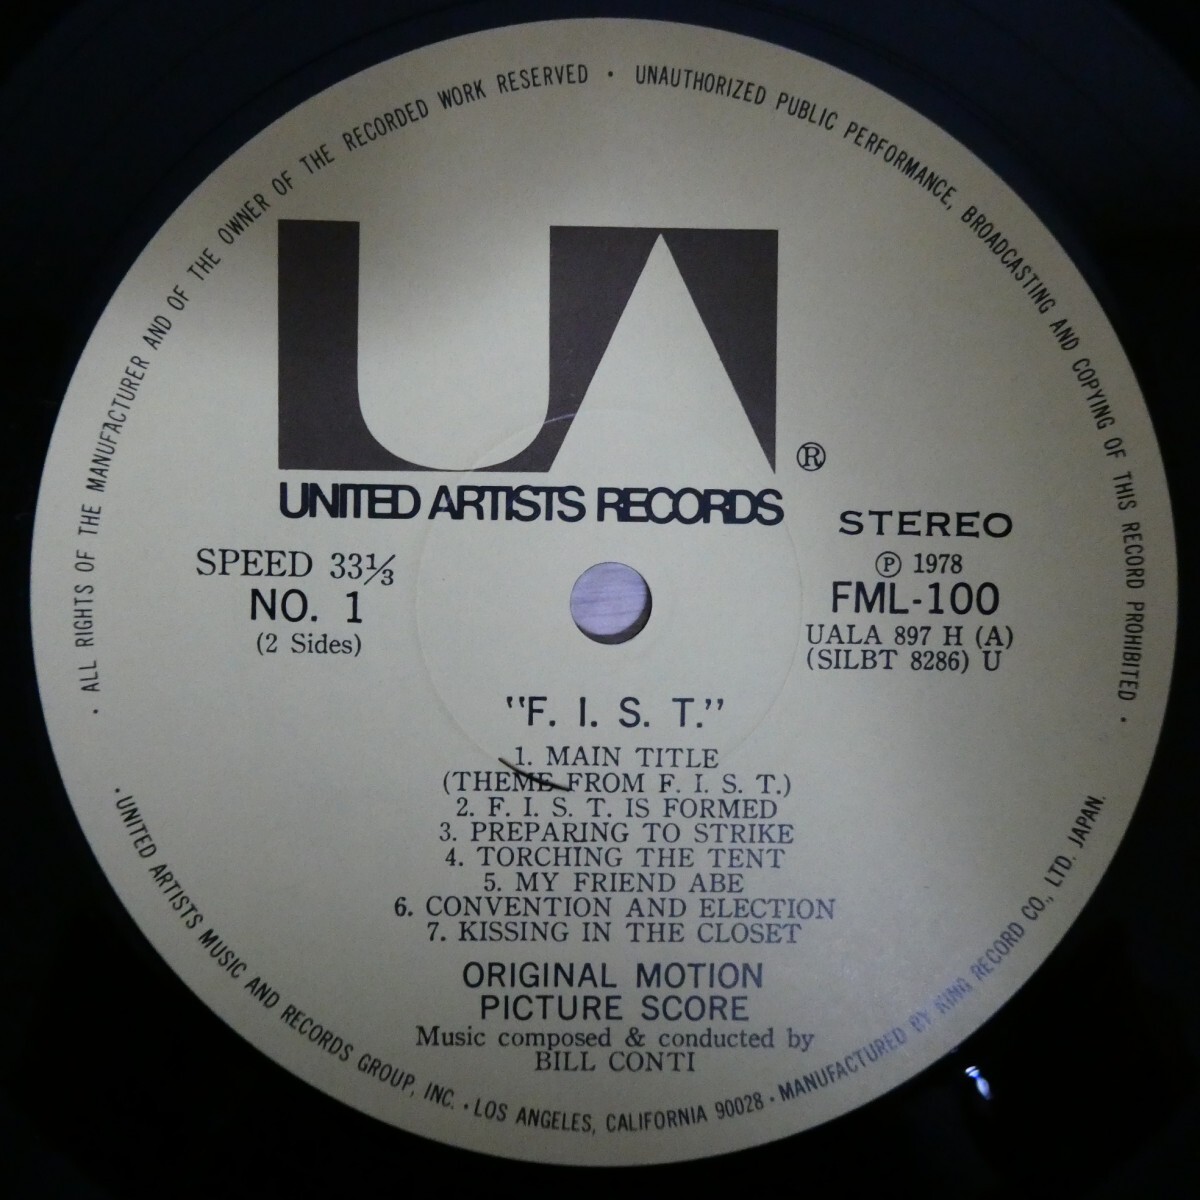 · ALL RIGHTS OF THE MANUFACTURER AND OF THE OWNER OF THE RECORDED WORK RESERVED · UNAUTHORIZED PUBLIC PERFORMANCE, BROADCASTING AND COPYING OF THIS RECORD PROHIBITED ·
UA ®
UNITED ARTISTS RECORDS
SPEED 33⅓
NO. 1
(2 Sides)
STEREO
Ⓟ 1978
FML-100
UALA 897 H (A)
(SILBT 8286) U
"F. I. S. T."
1. MAIN TITLE
(THEME FROM F. I. S. T.)
2. F. I. S. T. IS FORMED
3. PREPARING TO STRIKE
4. TORCHING THE TENT
5. MY FRIEND ABE
6. CONVENTION AND ELECTION
7. KISSING IN THE CLOSET
ORIGINAL MOTION
PICTURE SCORE
Music composed & conducted by
BILL CONTI
· UNITED ARTISTS MUSIC AND RECORDS GROUP, INC. · LOS ANGELES, CALIFORNIA 90028 · MANUFACTURED BY KING RECORD CO., LTD. JAPAN.